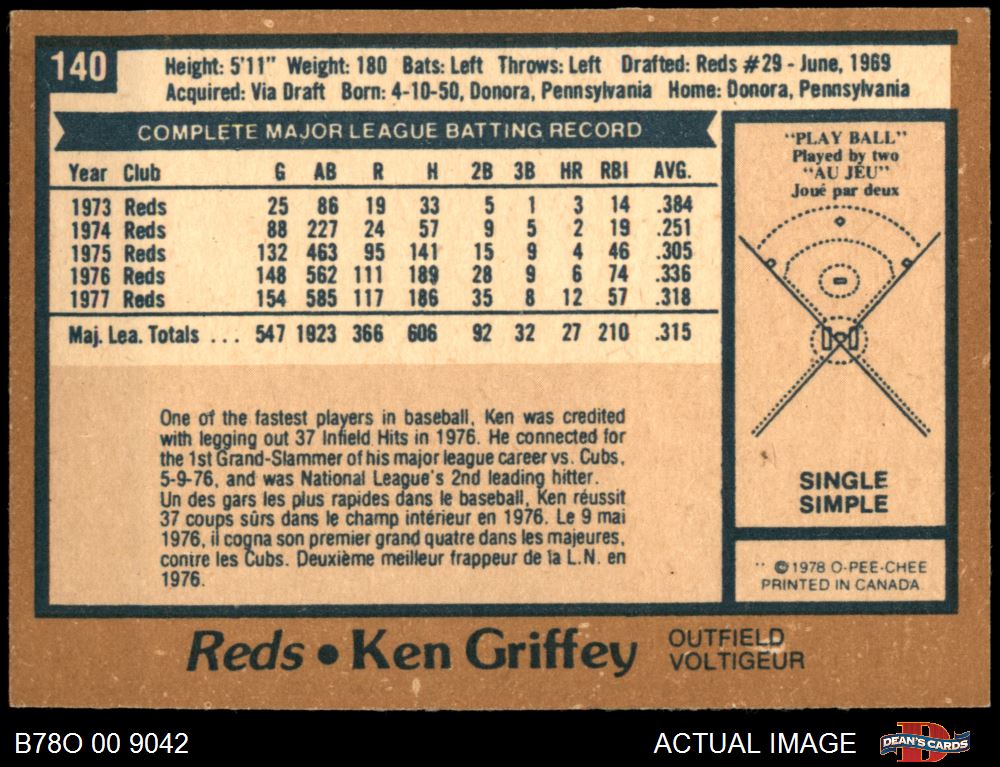 140
Height: 5'11" Weight: 180 Bats: Left Throws: Left Drafted: Reds #29 - June, 1969
Acquired: Via Draft Born: 4-10-50, Donora, Pennsylvania Home: Donora, Pennsylvania
COMPLETE MAJOR LEAGUE BATTING RECORD
Year Club G AB R H 2B 3B HR RBI AVG.
1973 Reds 25 86 19 33 5 1 3 14 .384
1974 Reds 88 227 24 57 9 5 2 19 .251
1975 Reds 132 463 95 141 15 9 4 46 .305
1976 Reds 148 562 111 189 28 9 6 74 .336
1977 Reds 154 585 117 186 35 8 12 57 .318
Maj. Lea. Totals ... 547 1923 366 606 92 32 27 210 .315
One of the fastest players in baseball, Ken was credited
with legging out 37 Infield Hits in 1976. He connected for
the 1st Grand-Slammer of his major league career vs. Cubs,
5-9-76, and was National League's 2nd leading hitter.
Un des gars les plus rapides dans le baseball, Ken réussit
37 coups sûrs dans le champ intérieur en 1976. Le 9 mai
1976, il cogna son premier grand quatre dans les majeures,
contre les Cubs. Deuxième meilleur frappeur de la L.N. en
1976.
"PLAY BALL"
Played by two
"AU JEU"
Joué par deux
SINGLE
SIMPLE
©1978 O-PEE-CHEE
PRINTED IN CANADA
Reds • Ken Griffey
OUTFIELD
VOLTIGEUR
B78O 00 9042
ACTUAL IMAGE
D
DEAN'S CARDS